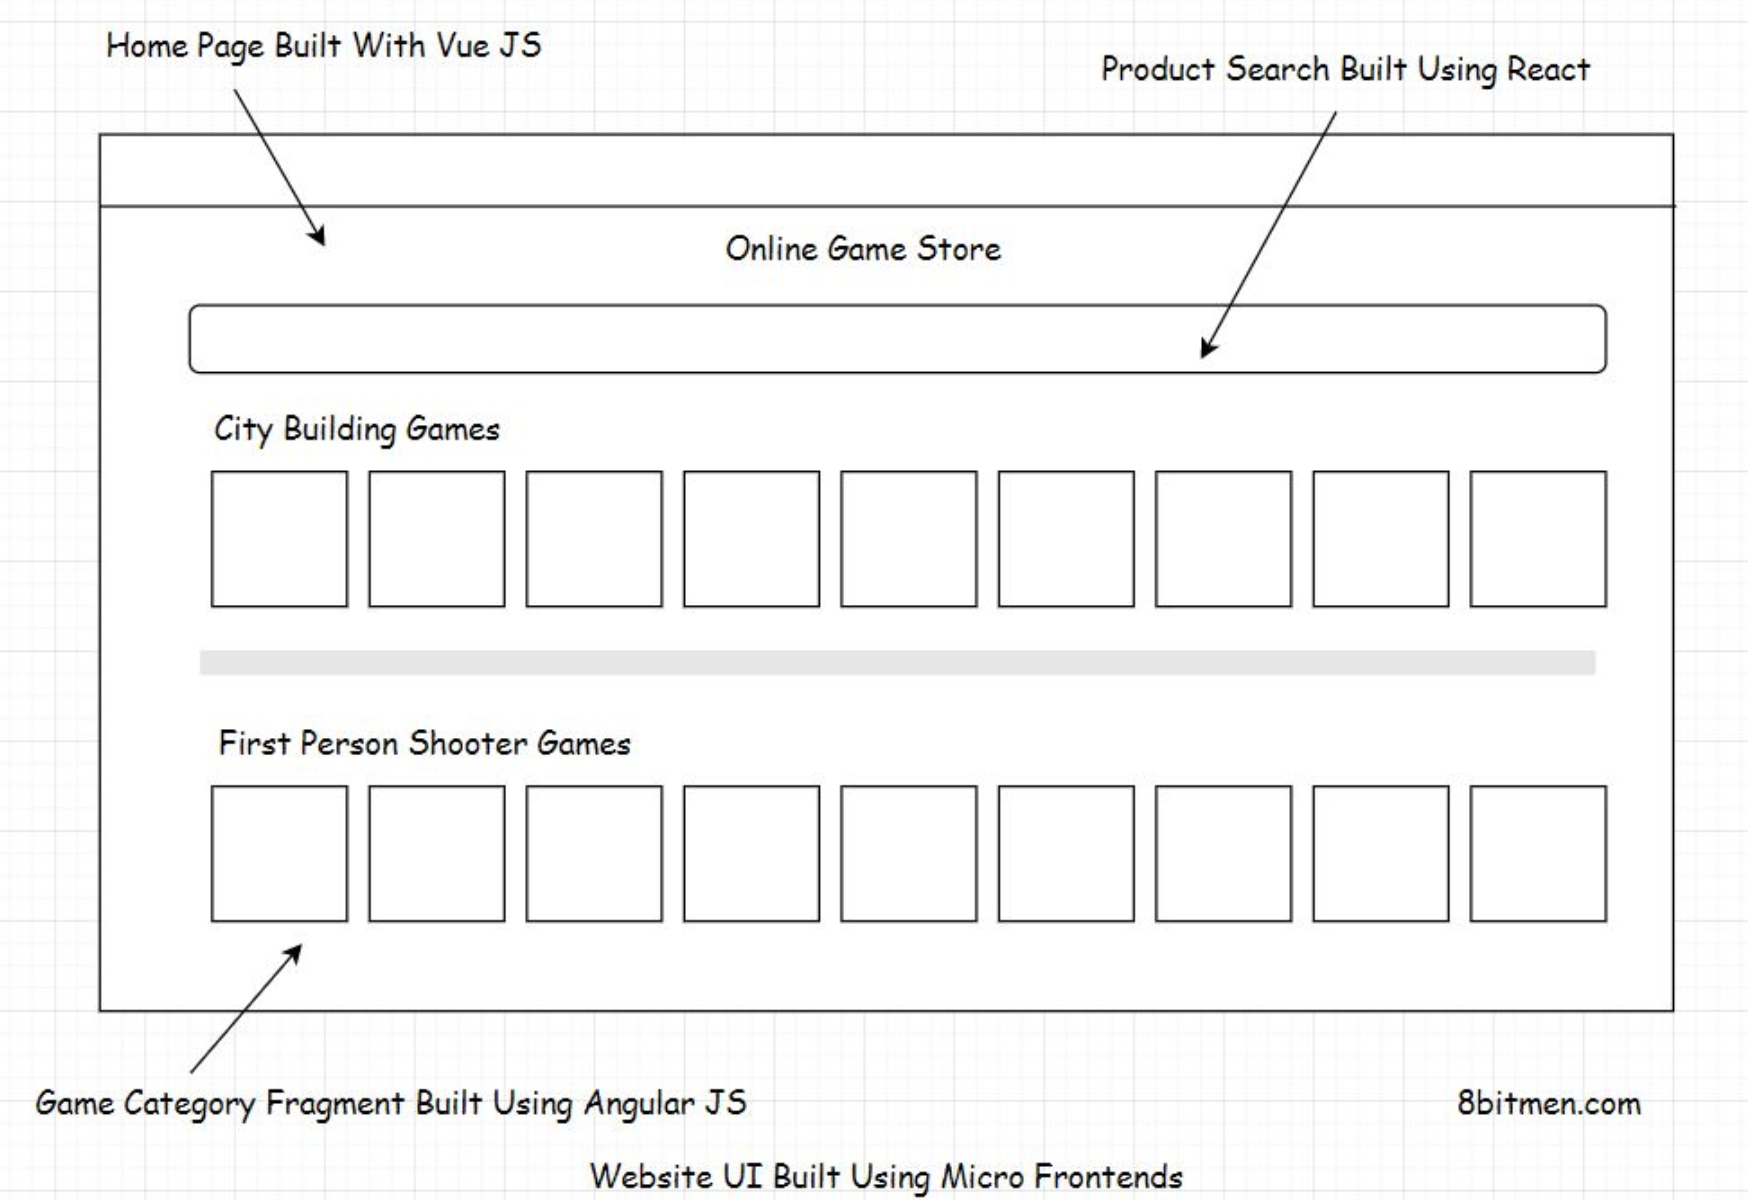 Home Page Built With Vue JS
Product Search Built Using React
Online Game Store
City Building Games
First Person Shooter Games
Game Category Fragment Built Using Angular JS
8bitmen.com
Website UI Built Using Micro Frontends